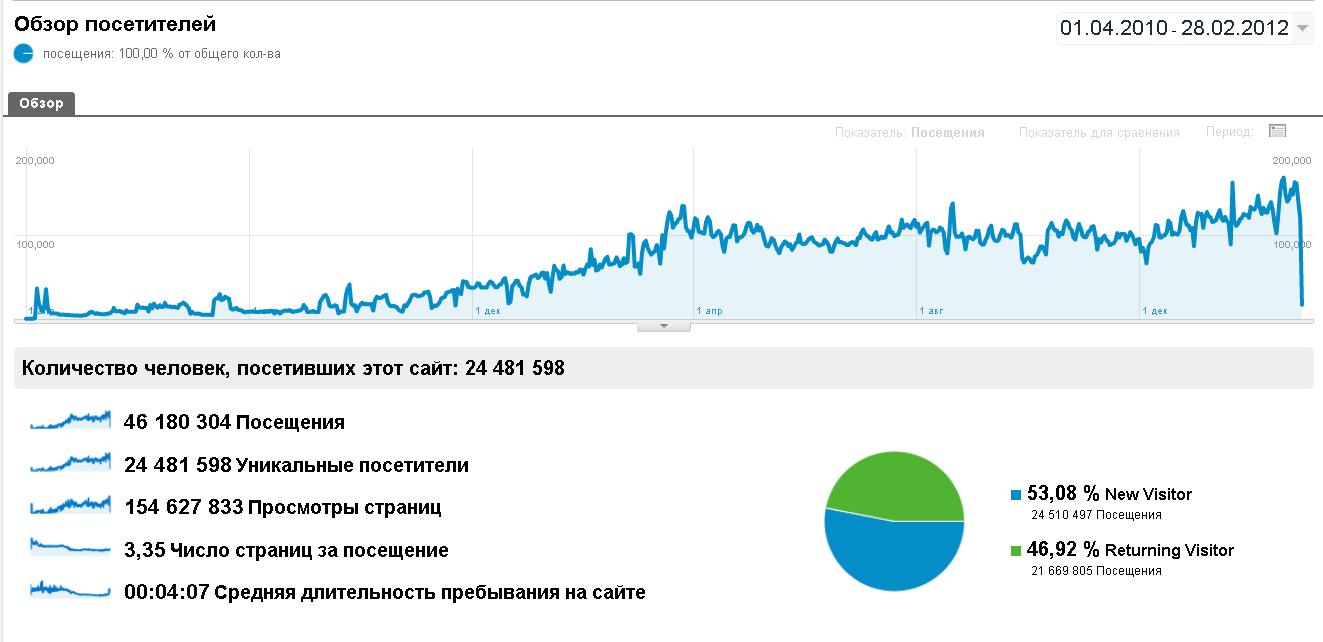 Обзор посетителей
01.04.2010 - 28.02.2012
посещения: 100,00 % от общего кол-ва
Обзор
Показатель: Посещения
Показатель для сравнения
Период:
200,000
200,000
100,000
100,000
1 дек
1 апр
1 авг
1 дек
Количество человек, посетивших этот сайт: 24 481 598
46 180 304 Посещения
24 481 598 Уникальные посетители
154 627 833 Просмотры страниц
3,35 Число страниц за посещение
00:04:07 Средняя длительность пребывания на сайте
53,08 % New Visitor
24 510 497 Посещения
46,92 % Returning Visitor
21 669 805 Посещения